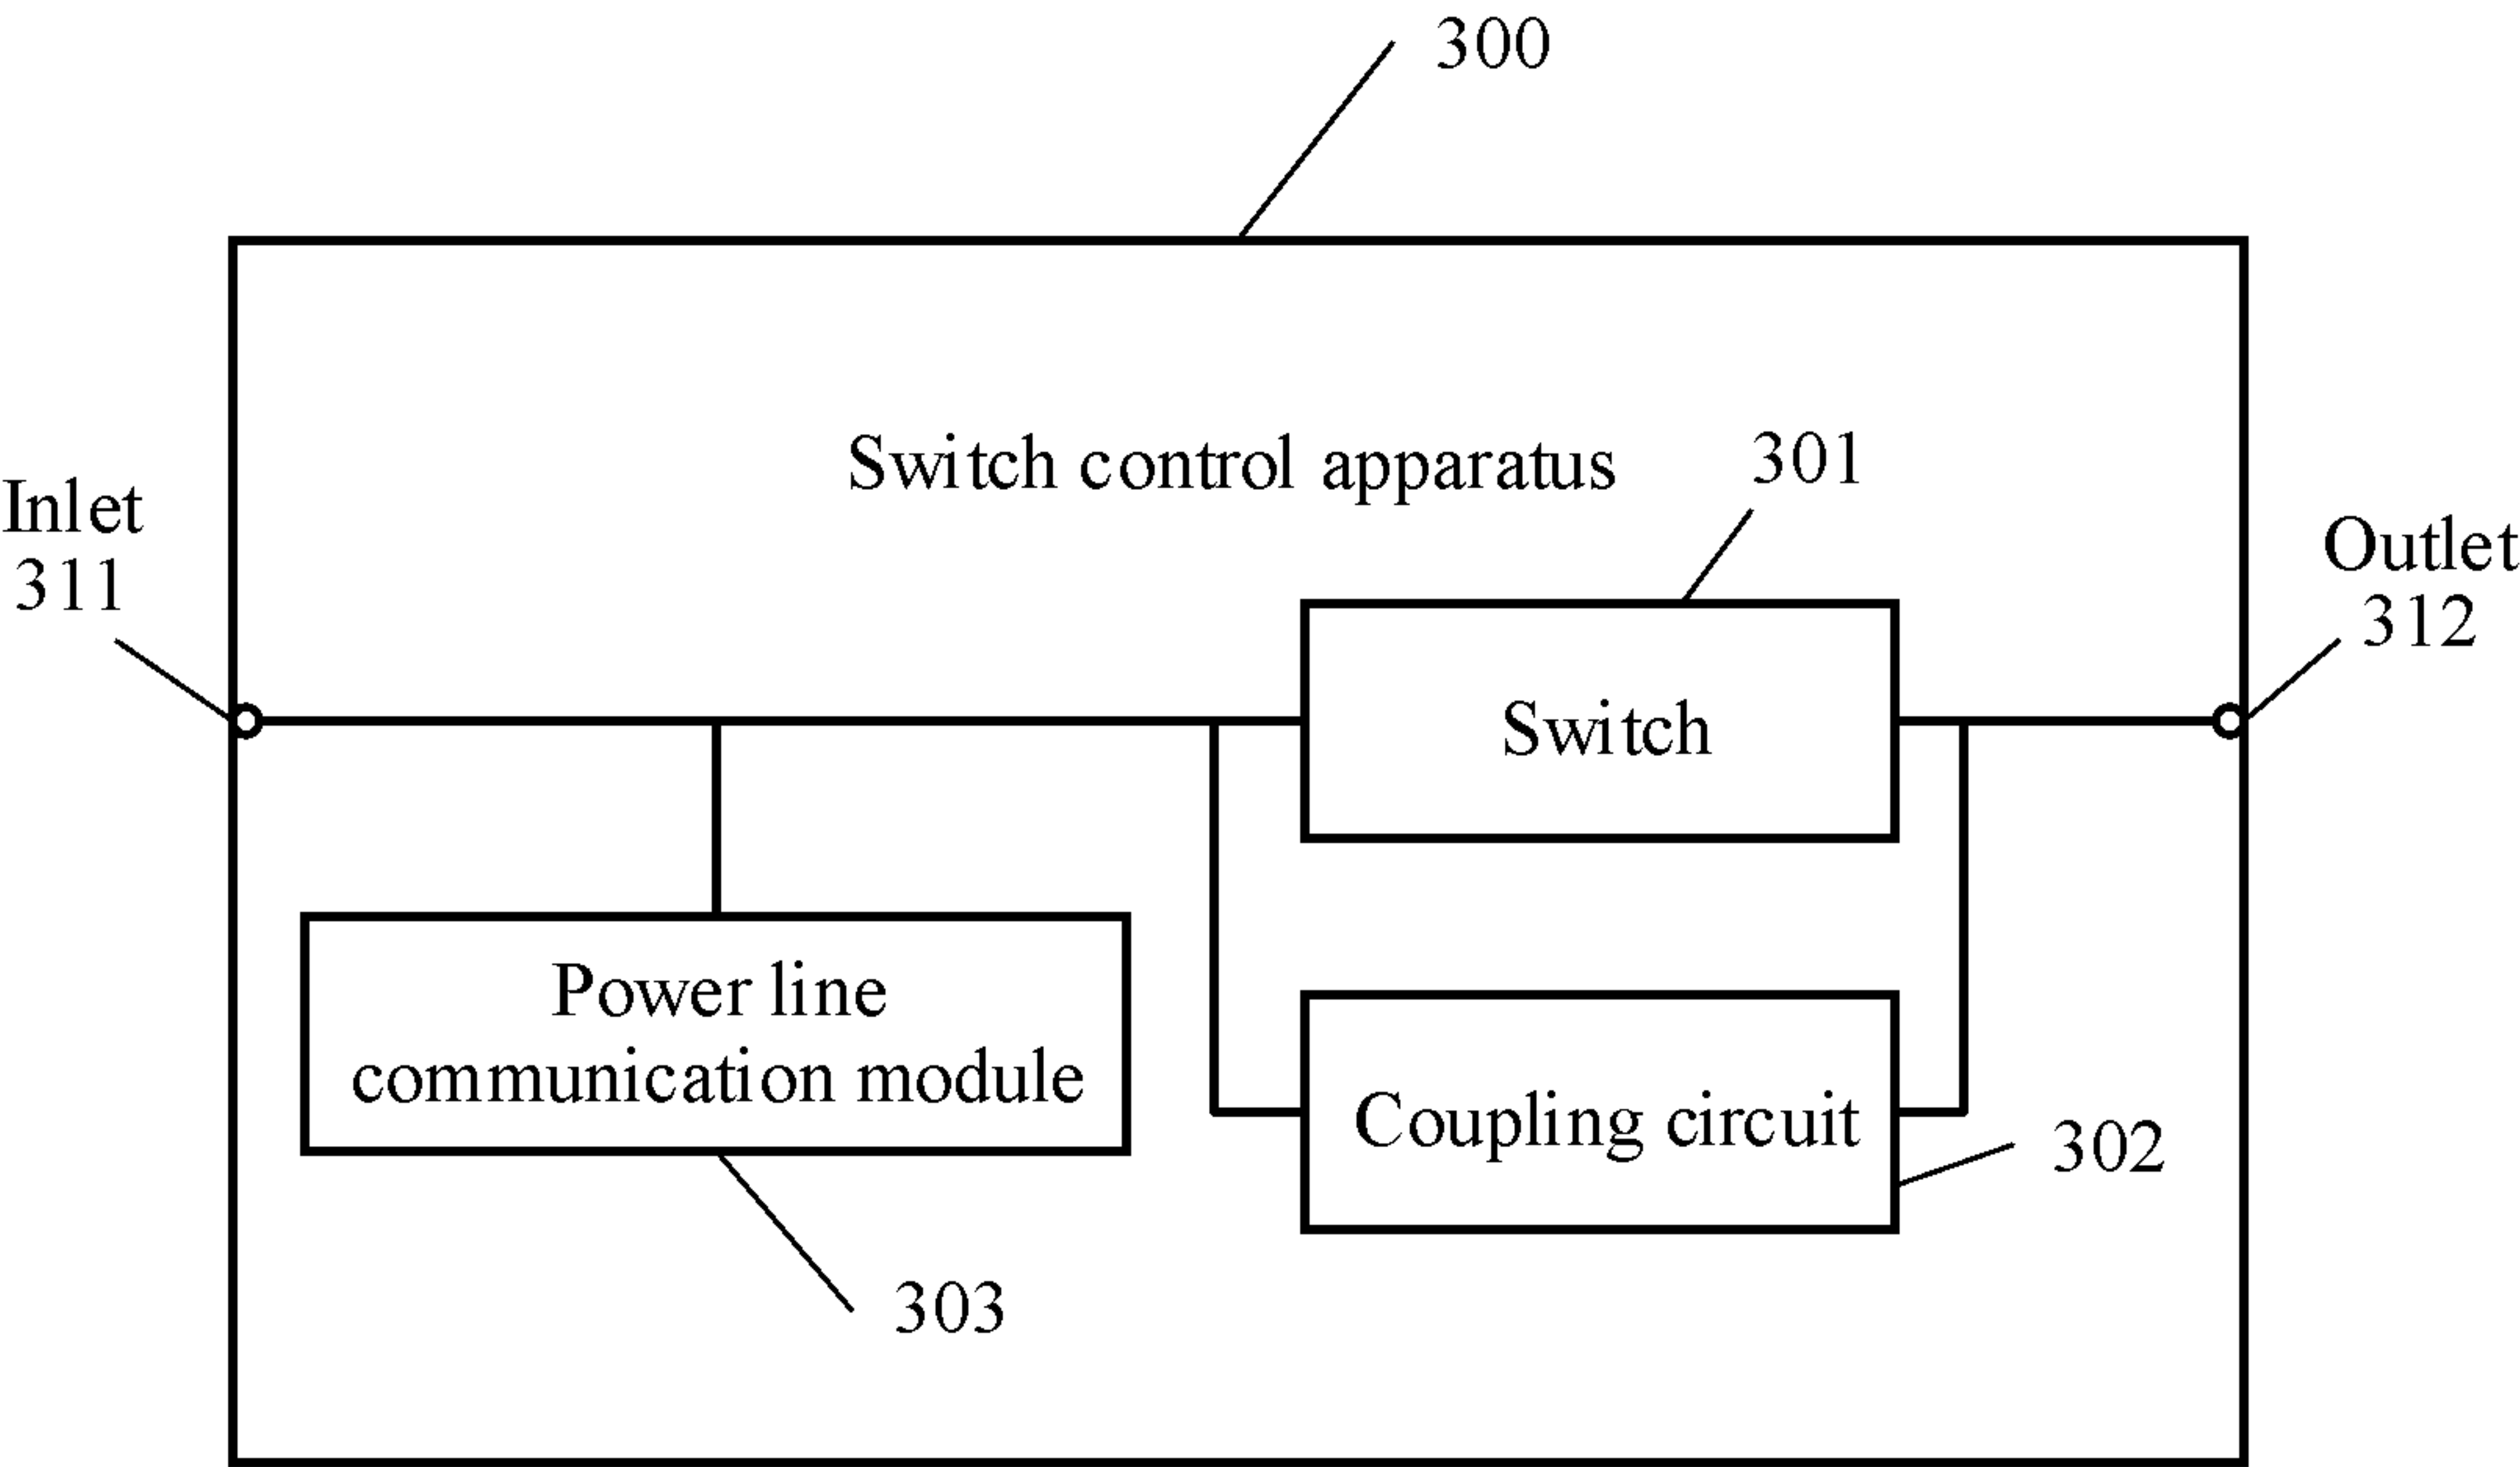 300
Switch control apparatus
301
Inlet
311
Outlet
312
Switch
Power line
communication module
Coupling circuit
302
303